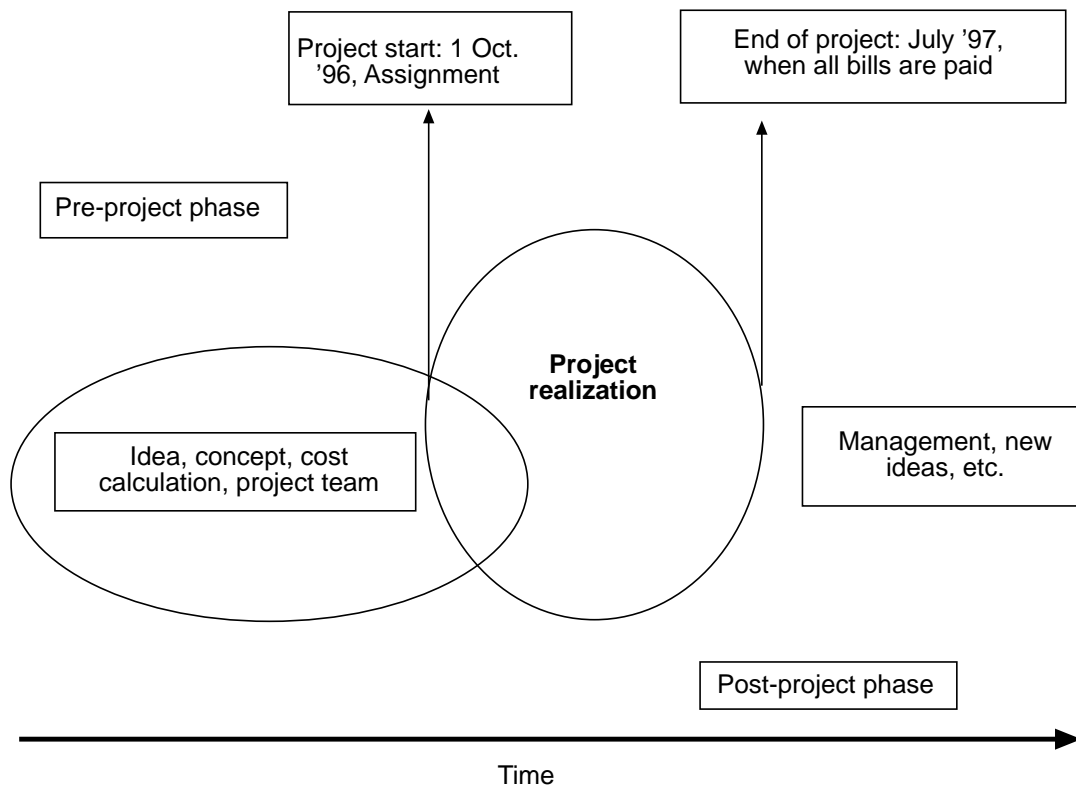 Project start: 1 Oct.
’96, Assignment
End of project: July ’97,
when all bills are paid
Pre-project phase
Project
realization
Idea, concept, cost
calculation, project team
Management, new
ideas, etc.
Post-project phase
Time